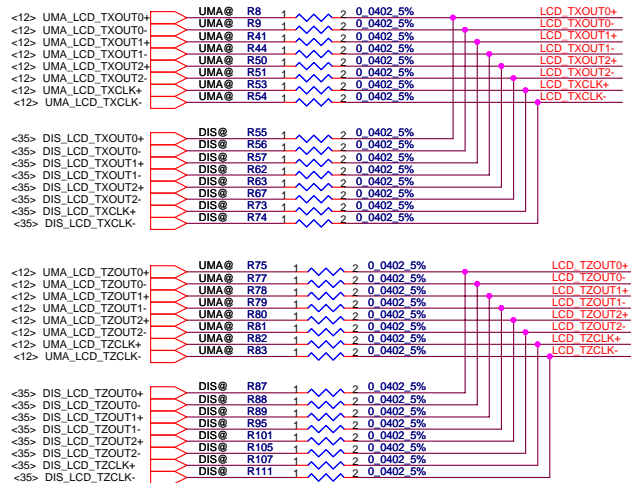 <12> UMA_LCD_TXOUT0+ UMA@ R8 1 2 0_0402_5% LCD_TXOUT0+
<12> UMA_LCD_TXOUT0- UMA@ R9 1 2 0_0402_5% LCD_TXOUT0-
<12> UMA_LCD_TXOUT1+ UMA@ R41 1 2 0_0402_5% LCD_TXOUT1+
<12> UMA_LCD_TXOUT1- UMA@ R44 1 2 0_0402_5% LCD_TXOUT1-
<12> UMA_LCD_TXOUT2+ UMA@ R50 1 2 0_0402_5% LCD_TXOUT2+
<12> UMA_LCD_TXOUT2- UMA@ R51 1 2 0_0402_5% LCD_TXOUT2-
<12> UMA_LCD_TXCLK+ UMA@ R53 1 2 0_0402_5% LCD_TXCLK+
<12> UMA_LCD_TXCLK- UMA@ R54 1 2 0_0402_5% LCD_TXCLK-
<35> DIS_LCD_TXOUT0+ DIS@ R55 1 2 0_0402_5%
<35> DIS_LCD_TXOUT0- DIS@ R56 1 2 0_0402_5%
<35> DIS_LCD_TXOUT1+ DIS@ R57 1 2 0_0402_5%
<35> DIS_LCD_TXOUT1- DIS@ R62 1 2 0_0402_5%
<35> DIS_LCD_TXOUT2+ DIS@ R63 1 2 0_0402_5%
<35> DIS_LCD_TXOUT2- DIS@ R67 1 2 0_0402_5%
<35> DIS_LCD_TXCLK+ DIS@ R73 1 2 0_0402_5%
<35> DIS_LCD_TXCLK- DIS@ R74 1 2 0_0402_5%
<12> UMA_LCD_TZOUT0+ UMA@ R75 1 2 0_0402_5% LCD_TZOUT0+
<12> UMA_LCD_TZOUT0- UMA@ R77 1 2 0_0402_5% LCD_TZOUT0-
<12> UMA_LCD_TZOUT1+ UMA@ R78 1 2 0_0402_5% LCD_TZOUT1+
<12> UMA_LCD_TZOUT1- UMA@ R79 1 2 0_0402_5% LCD_TZOUT1-
<12> UMA_LCD_TZOUT2+ UMA@ R80 1 2 0_0402_5% LCD_TZOUT2+
<12> UMA_LCD_TZOUT2- UMA@ R81 1 2 0_0402_5% LCD_TZOUT2-
<12> UMA_LCD_TZCLK+ UMA@ R82 1 2 0_0402_5% LCD_TZCLK+
<12> UMA_LCD_TZCLK- UMA@ R83 1 2 0_0402_5% LCD_TZCLK-
<35> DIS_LCD_TZOUT0+ DIS@ R87 1 2 0_0402_5%
<35> DIS_LCD_TZOUT0- DIS@ R88 1 2 0_0402_5%
<35> DIS_LCD_TZOUT1+ DIS@ R89 1 2 0_0402_5%
<35> DIS_LCD_TZOUT1- DIS@ R95 1 2 0_0402_5%
<35> DIS_LCD_TZOUT2+ DIS@ R101 1 2 0_0402_5%
<35> DIS_LCD_TZOUT2- DIS@ R105 1 2 0_0402_5%
<35> DIS_LCD_TZCLK+ DIS@ R107 1 2 0_0402_5%
<35> DIS_LCD_TZCLK- DIS@ R111 1 2 0_0402_5%